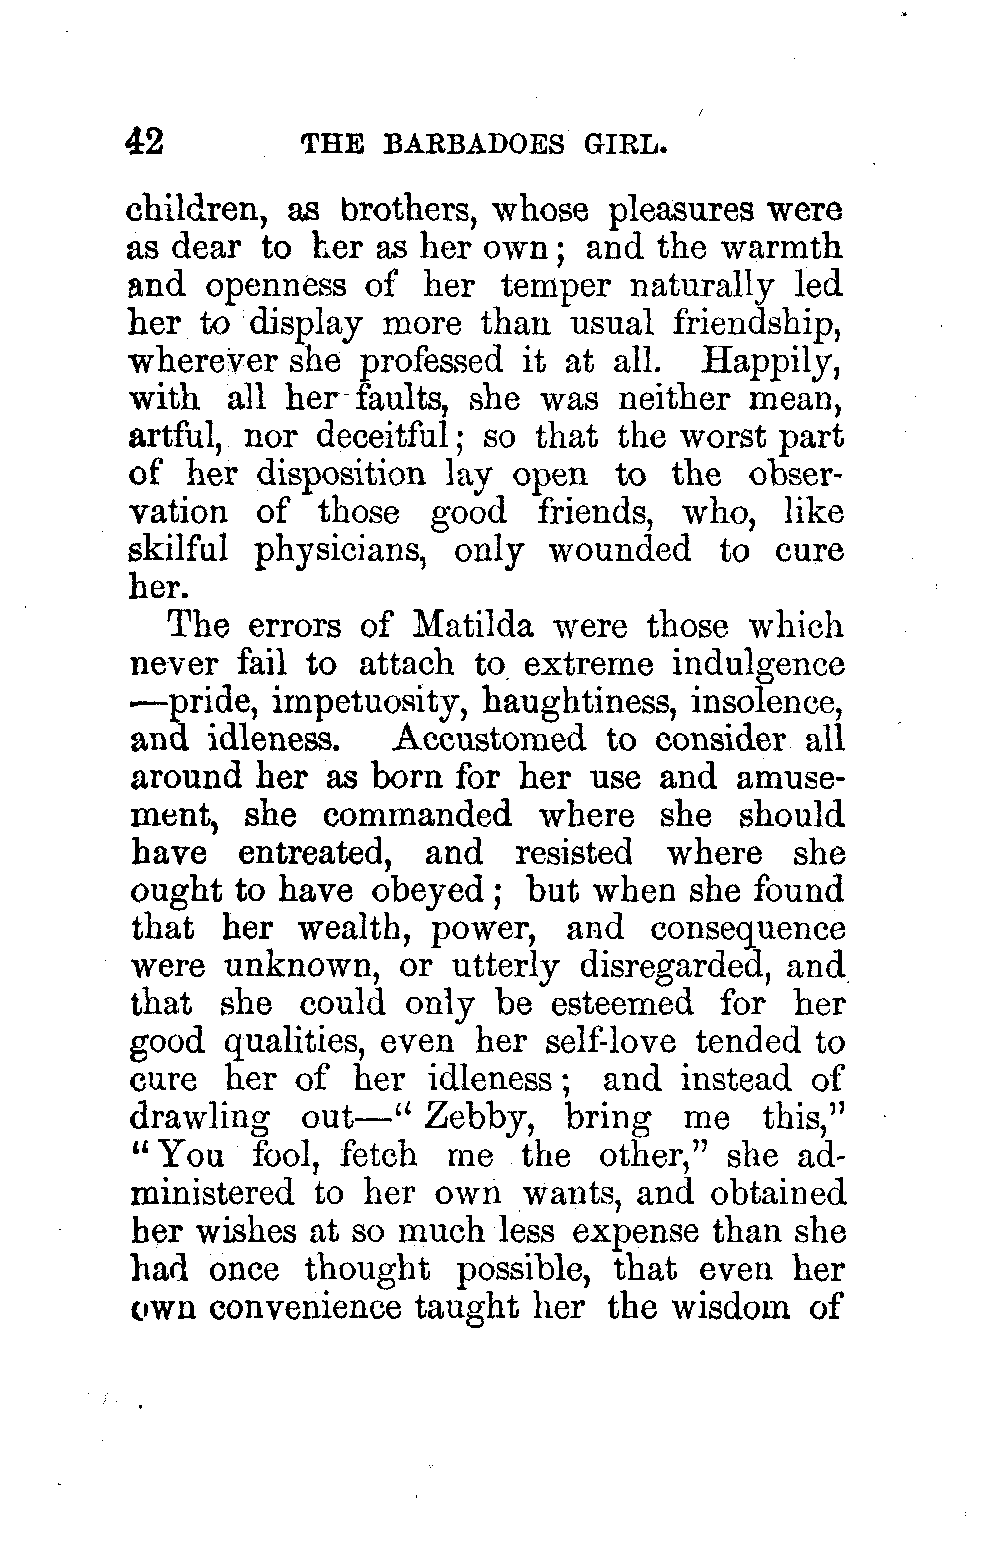 42 THE BARBADOES GIRL.
children, as brothers, whose pleasures were
as dear to her as her own; and the warmth
and openness of her temper naturally led
her to display more than usual friendship,
wherever she professed it at all. Happily,
with all her faults, she was neither mean,
artful, nor deceitful; so that the worst part
of her disposition lay open to the obser-
vation of those good friends, who, like
skilful physicians, only wounded to cure
her.
The errors of Matilda were those which
never fail to attach to extreme indulgence
—pride, impetuosity, haughtiness, insolence,
and idleness. Accustomed to consider all
around her as born for her use and amuse-
ment, she commanded where she should
have entreated, and resisted where she
ought to have obeyed; but when she found
that her wealth, power, and consequence
were unknown, or utterly disregarded, and
that she could only be esteemed for her
good qualities, even her self-love tended to
cure her of her idleness; and instead of
drawling out—“Zebby, bring me this,”
“You fool, fetch me the other,” she ad-
ministered to her own wants, and obtained
her wishes at so much less expense than she
had once thought possible, that even her
own convenience taught her the wisdom of